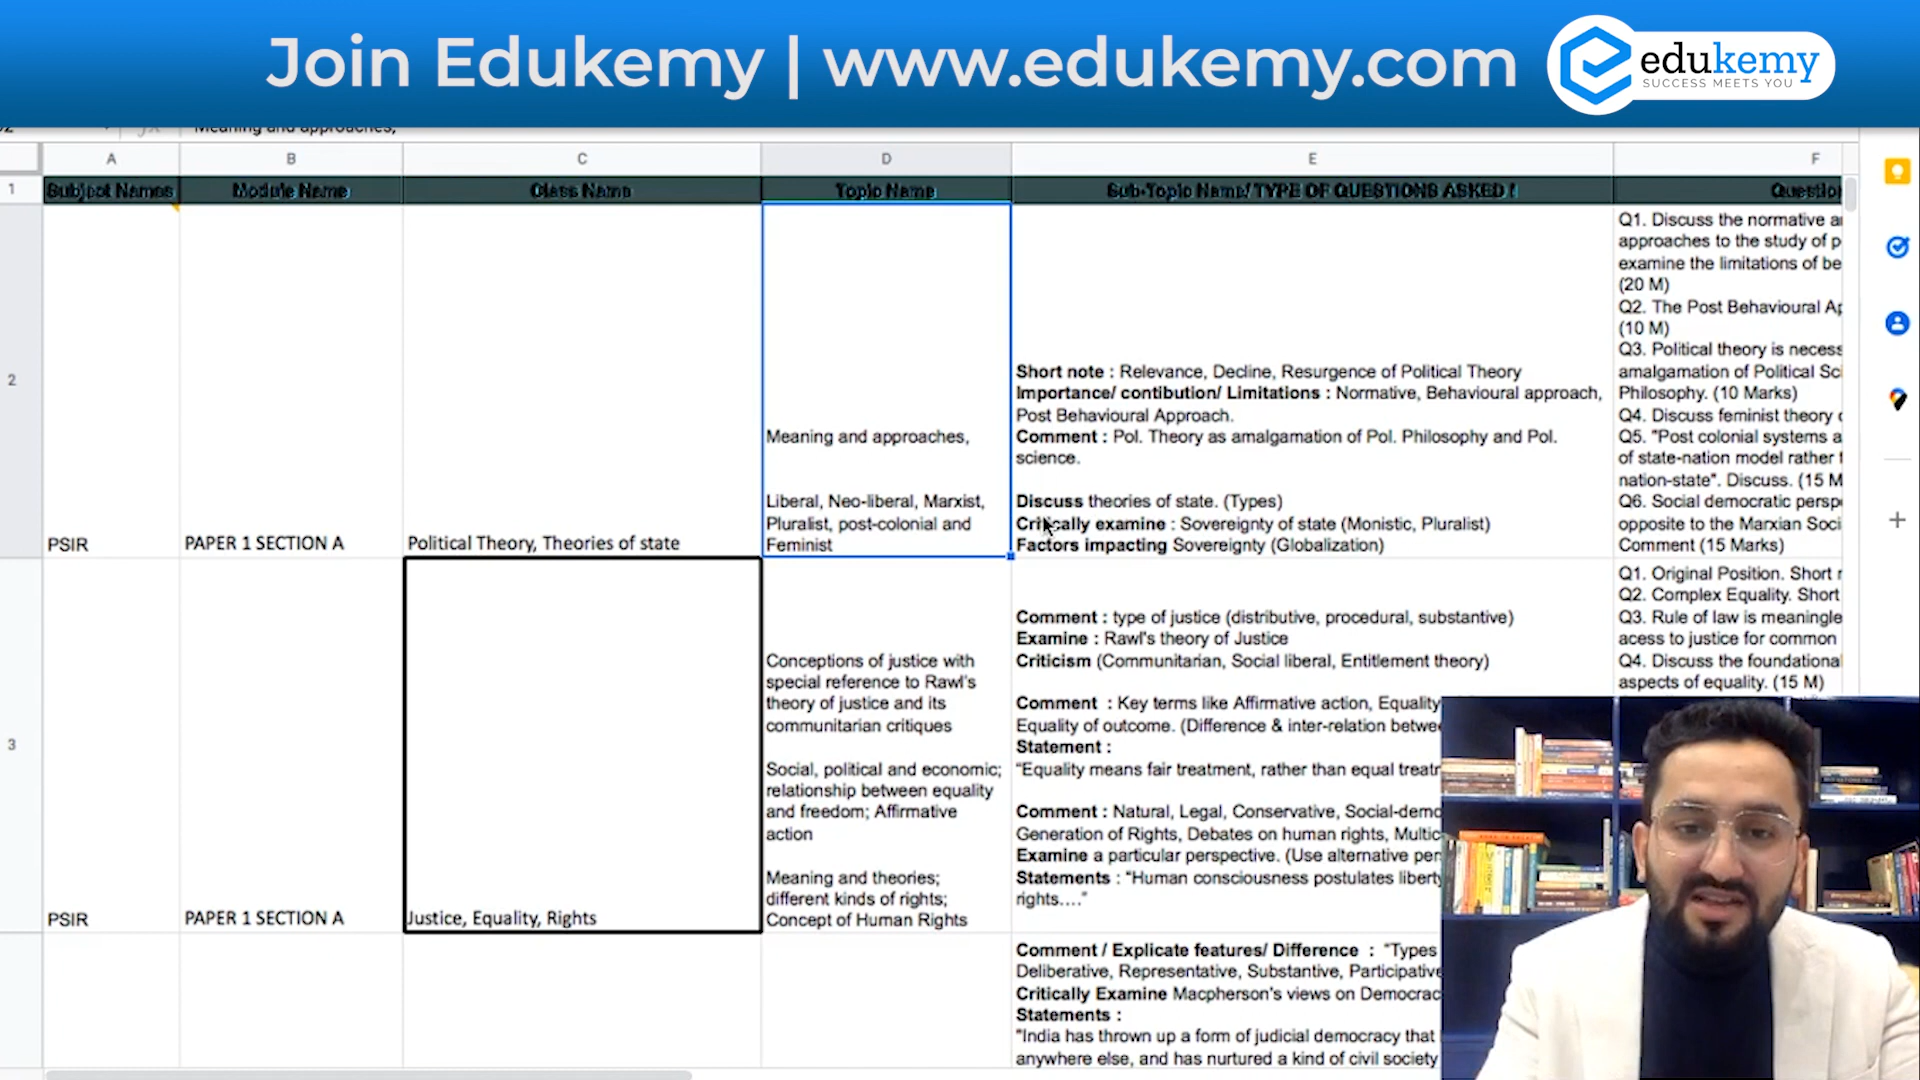 Join Edukemy | www.edukemy.com
edukemy
SUCCESS MEETS YOU
Meaning and approaches,
A B C D E F
1 Subject Names Module Name Class Name Topic Name Sub-Topic Name/ TYPE OF QUESTIONS ASKED !
2
PSIR
PAPER 1 SECTION A
Political Theory, Theories of state
Meaning and approaches,
Liberal, Neo-liberal, Marxist,
Pluralist, post-colonial and
Feminist
Short note : Relevance, Decline, Resurgence of Political Theory
Importance/ contibution/ Limitations : Normative, Behavioural approach,
Post Behavioural Approach.
Comment : Pol. Theory as amalgamation of Pol. Philosophy and Pol.
science.
Discuss theories of state. (Types)
Critically examine : Sovereignty of state (Monistic, Pluralist)
Factors impacting Sovereignty (Globalization)
Q1. Discuss the normative
approaches to the study of
examine the limitations of
(20 M)
Q2. The Post Behavioural
(10 M)
Q3. Political theory is
amalgamation of Political
Philosophy. (10 Marks)
Q4. Discuss feminist theory
Q5. "Post colonial systems
of state-nation model rather
nation-state". Discuss. (15 M
Q6. Social democratic
opposite to the Marxian
Comment (15 Marks)
3
PSIR
PAPER 1 SECTION A
Justice, Equality, Rights
Conceptions of justice with
special reference to Rawl's
theory of justice and its
communitarian critiques
Social, political and economic;
relationship between equality
and freedom; Affirmative
action
Meaning and theories;
different kinds of rights;
Concept of Human Rights
Comment : type of justice (distributive, procedural, substantive)
Examine : Rawl's theory of Justice
Criticism (Communitarian, Social liberal, Entitlement theory)
Comment : Key terms like Affirmative action, Equality
Equality of outcome. (Difference & inter-relation
Statement :
"Equality means fair treatment, rather than equal
Comment : Natural, Legal, Conservative,
Generation of Rights, Debates on human rights,
Examine a particular perspective. (Use alternative
Statements : "Human consciousness postulates liberty
rights...."
Q1. Original Position. Short
Q2. Complex Equality. Short
Q3. Rule of law is
acess to justice for common
Q4. Discuss the
aspects of equality. (15 M)
Comment / Explicate features/ Difference : "Types
Deliberative, Representative, Substantive,
Critically Examine Macpherson's views on
Statements :
"India has thrown up a form of judicial democracy that
anywhere else, and has nurtured a kind of civil society